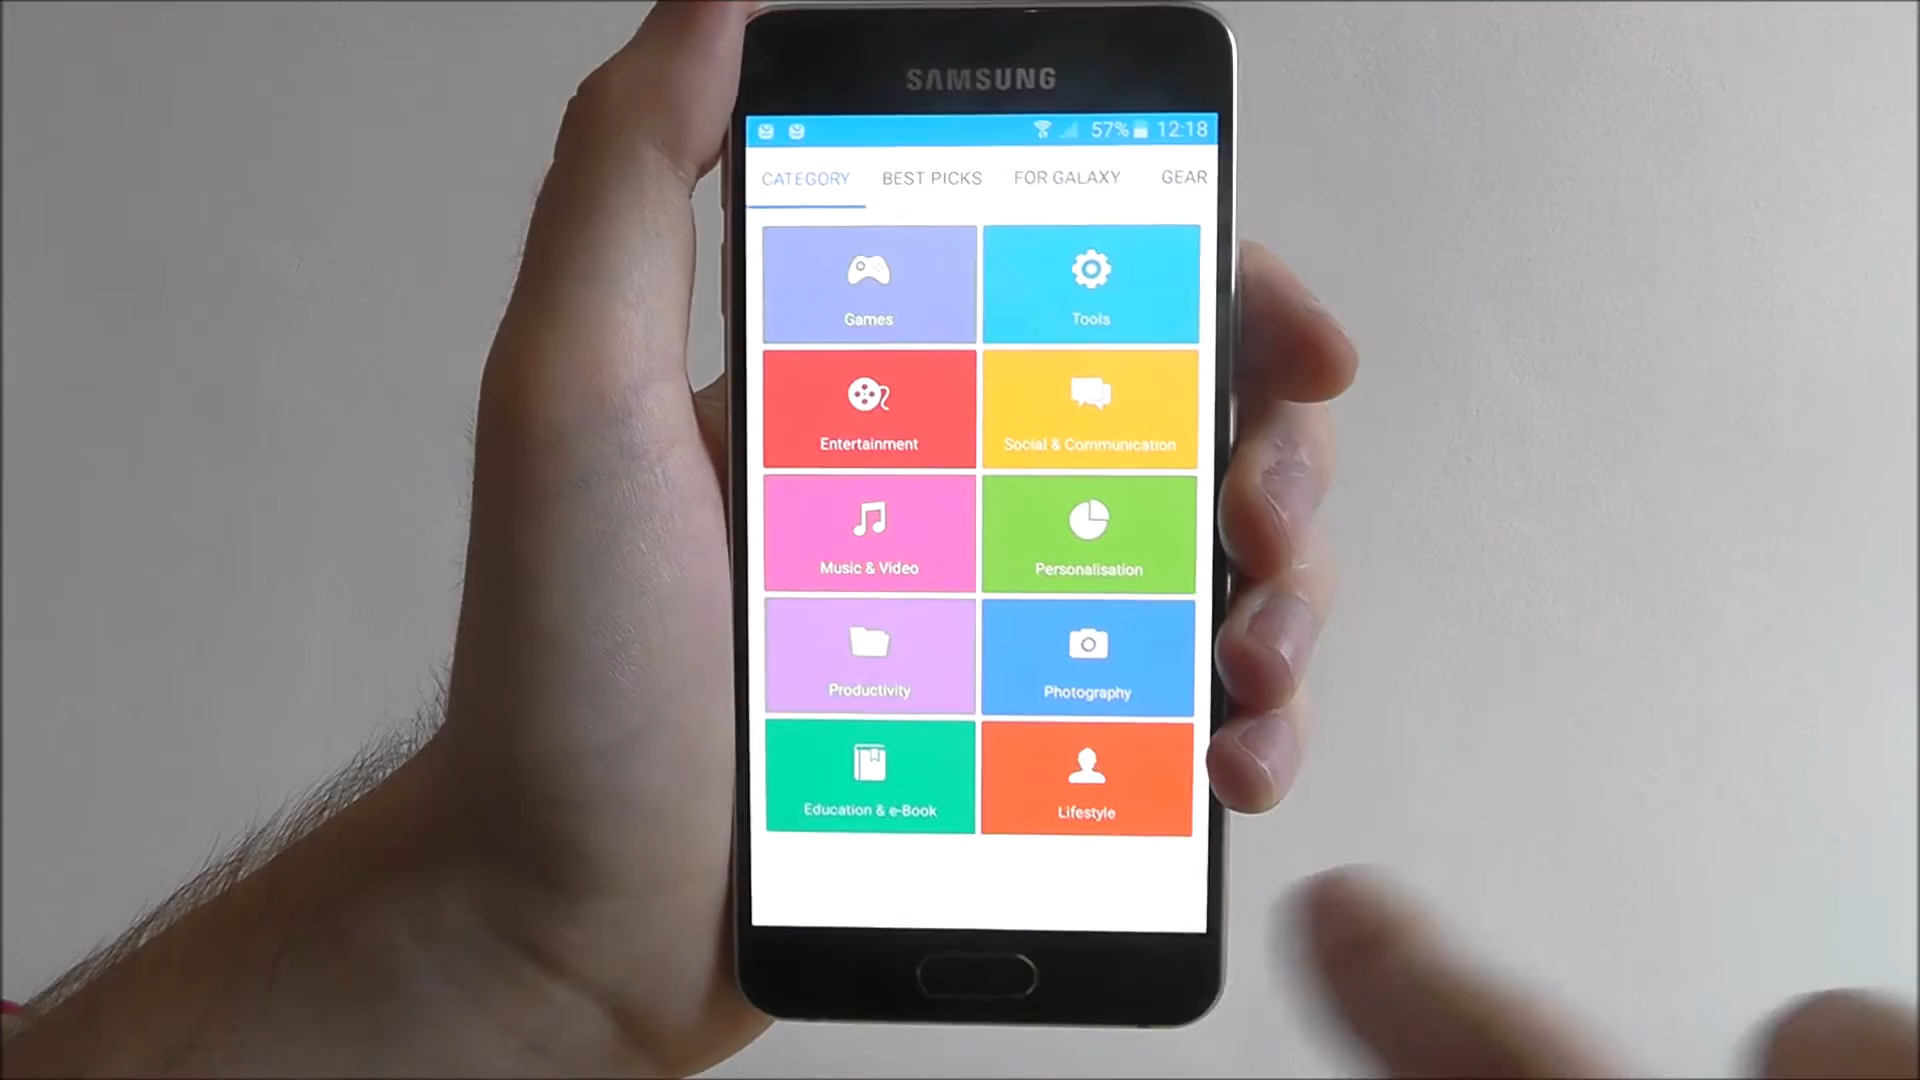 SAMSUNG
57% 12:18
CATEGORY BEST PICKS FOR GALAXY GEAR
Games Tools
Entertainment Social & Communication
Music & Video Personalisation
Productivity Photography
Education & e-Book Lifestyle